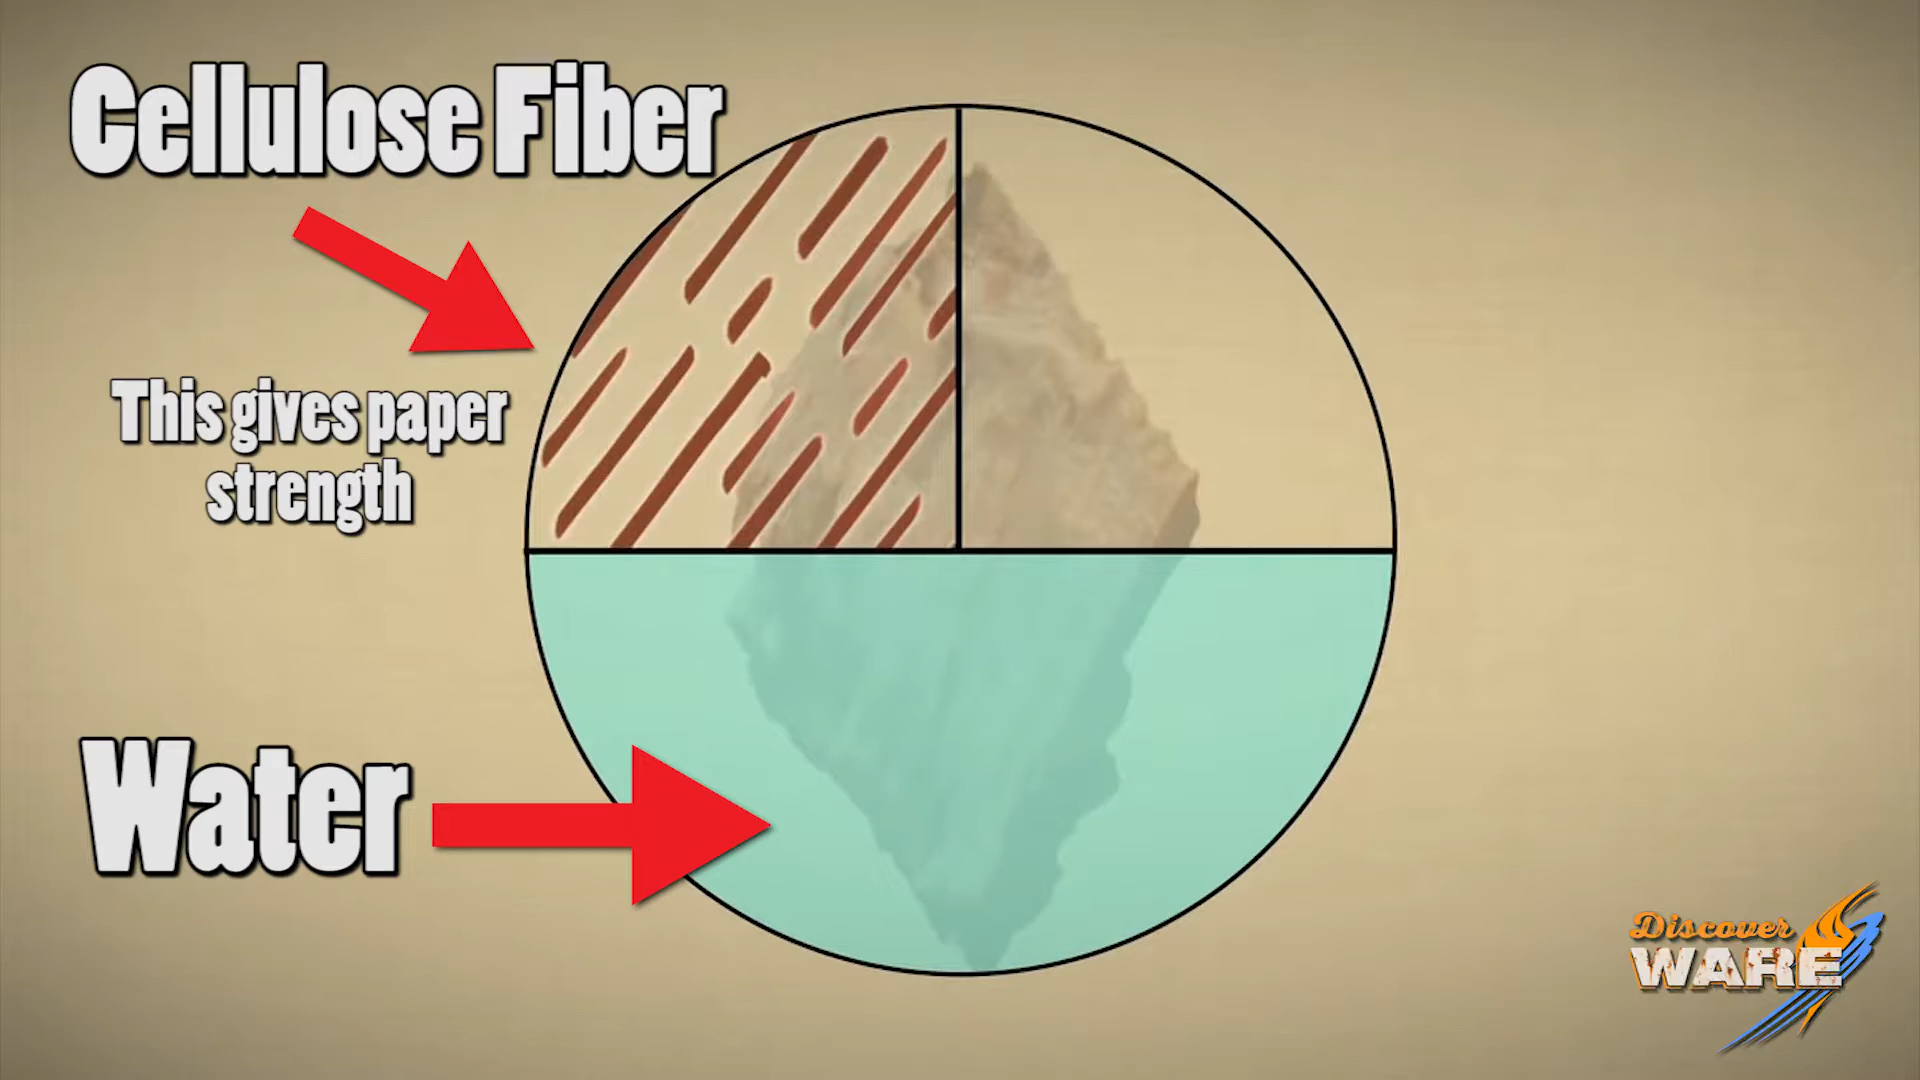 Cellulose Fiber
This gives paper
strength
Water
Discover
WARE